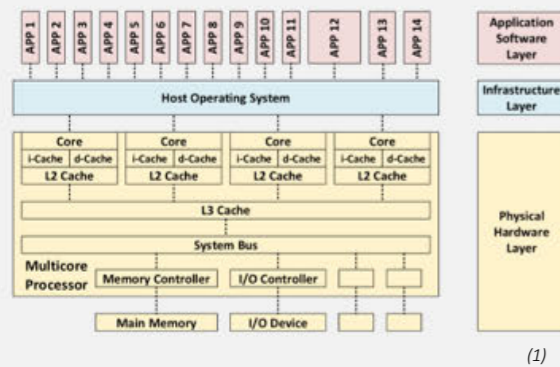 APP 1
APP 2
APP 3
APP 4
APP 5
APP 6
APP 7
APP 8
APP 9
APP 10
APP 11
APP 12
APP 13
APP 14
Application
Software
Layer
Host Operating System
Infrastructure
Layer
Core
Core
Core
Core
i-Cache d-Cache
i-Cache d-Cache
i-Cache d-Cache
i-Cache d-Cache
L2 Cache
L2 Cache
L2 Cache
L2 Cache
L3 Cache
System Bus
Multicore
Processor
Memory Controller
I/O Controller
Main Memory
I/O Device
Physical
Hardware
Layer
(1)